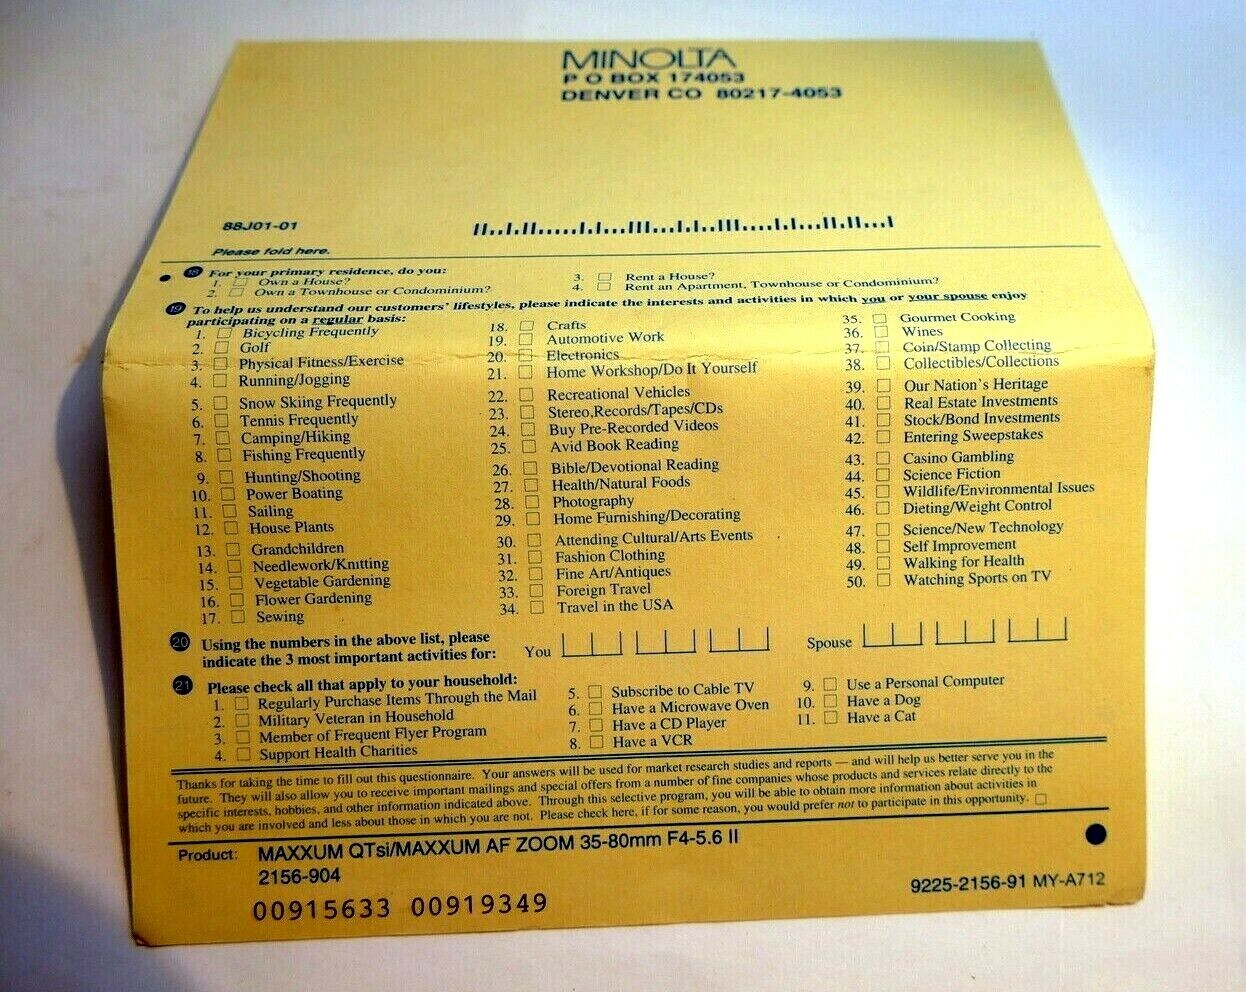 MINOLTA
P O BOX 174053
DENVER CO 80217-4053
88J01-01
Please fold here.
18 For your primary residence, do you:
1. Own a House?
2. Own a Townhouse or Condominium?
3. Rent a House?
4. Rent an Apartment, Townhouse or Condominium?
19 To help us understand our customers' lifestyles, please indicate the interests and activities in which you or your spouse enjoy
participating on a regular basis:
1. Bicycling Frequently
2. Golf
3. Physical Fitness/Exercise
4. Running/Jogging
5. Snow Skiing Frequently
6. Tennis Frequently
7. Camping/Hiking
8. Fishing Frequently
9. Hunting/Shooting
10. Power Boating
11. Sailing
12. House Plants
13. Grandchildren
14. Needlework/Knitting
15. Vegetable Gardening
16. Flower Gardening
17. Sewing
18. Crafts
19. Automotive Work
20. Electronics
21. Home Workshop/Do It Yourself
22. Recreational Vehicles
23. Stereo,Records/Tapes/CDs
24. Buy Pre-Recorded Videos
25. Avid Book Reading
26. Bible/Devotional Reading
27. Health/Natural Foods
28. Photography
29. Home Furnishing/Decorating
30. Attending Cultural/Arts Events
31. Fashion Clothing
32. Fine Art/Antiques
33. Foreign Travel
34. Travel in the USA
35. Gourmet Cooking
36. Wines
37. Coin/Stamp Collecting
38. Collectibles/Collections
39. Our Nation's Heritage
40. Real Estate Investments
41. Stock/Bond Investments
42. Entering Sweepstakes
43. Casino Gambling
44. Science Fiction
45. Wildlife/Environmental Issues
46. Dieting/Weight Control
47. Science/New Technology
48. Self Improvement
49. Walking for Health
50. Watching Sports on TV
20 Using the numbers in the above list, please
indicate the 3 most important activities for: You Spouse
21 Please check all that apply to your household:
1. Regularly Purchase Items Through the Mail
2. Military Veteran in Household
3. Member of Frequent Flyer Program
4. Support Health Charities
5. Subscribe to Cable TV
6. Have a Microwave Oven
7. Have a CD Player
8. Have a VCR
9. Use a Personal Computer
10. Have a Dog
11. Have a Cat
Thanks for taking the time to fill out this questionnaire. Your answers will be used for market research studies and reports — and will help us better serve you in the
future. They will also allow you to receive important mailings and special offers from a number of fine companies whose products and services relate directly to the
specific interests, hobbies, and other information indicated above. Through this selective program, you will be able to obtain more information about activities in
which you are involved and less about those in which you are not. Please check here, if for some reason, you would prefer not to participate in this opportunity.
Product: MAXXUM QTsi/MAXXUM AF ZOOM 35-80mm F4-5.6 II
2156-904
9225-2156-91 MY-A712
00915633 00919349